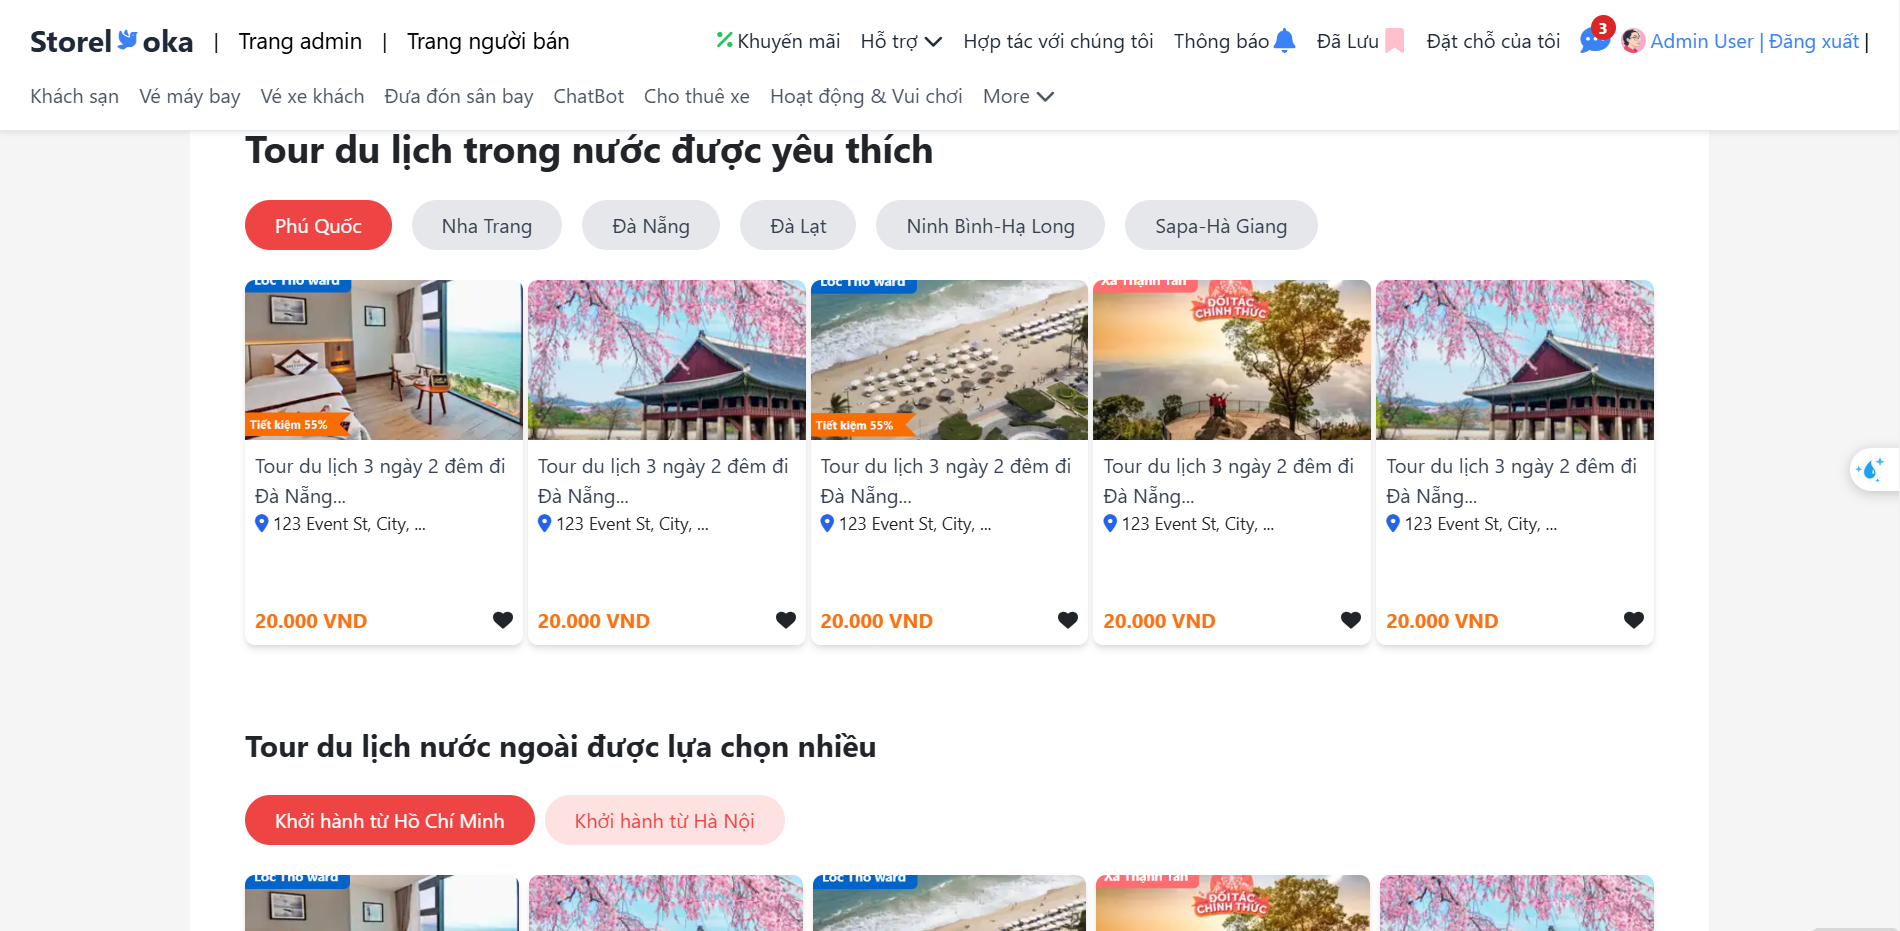 Storel oka | Trang admin | Trang người bán
Khuyến mãi Hỗ trợ Hợp tác với chúng tôi Thông báo Đã Lưu Đặt chỗ của tôi 3 Admin User | Đăng xuất |
Khách sạn Vé máy bay Vé xe khách Đưa đón sân bay ChatBot Cho thuê xe Hoạt động & Vui chơi More
Tour du lịch trong nước được yêu thích
Phú Quốc Nha Trang Đà Nẵng Đà Lạt Ninh Bình-Hạ Long Sapa-Hà Giang
Lộc Thọ ward
Tiết kiệm 55%
Tour du lịch 3 ngày 2 đêm đi
Đà Nẵng...
123 Event St, City, ...
20.000 VND
Tour du lịch 3 ngày 2 đêm đi
Đà Nẵng...
123 Event St, City, ...
20.000 VND
Lộc Thọ ward
Tiết kiệm 55%
Tour du lịch 3 ngày 2 đêm đi
Đà Nẵng...
123 Event St, City, ...
20.000 VND
Xã Thạnh Tân
ĐỐI TÁC
CHÍNH THỨC
Tour du lịch 3 ngày 2 đêm đi
Đà Nẵng...
123 Event St, City, ...
20.000 VND
Tour du lịch 3 ngày 2 đêm đi
Đà Nẵng...
123 Event St, City, ...
20.000 VND
Tour du lịch nước ngoài được lựa chọn nhiều
Khởi hành từ Hồ Chí Minh Khởi hành từ Hà Nội
Lộc Thọ ward
Lộc Thọ ward
Xã Thạnh Tân
ĐỐI TÁC
CHÍNH THỨC